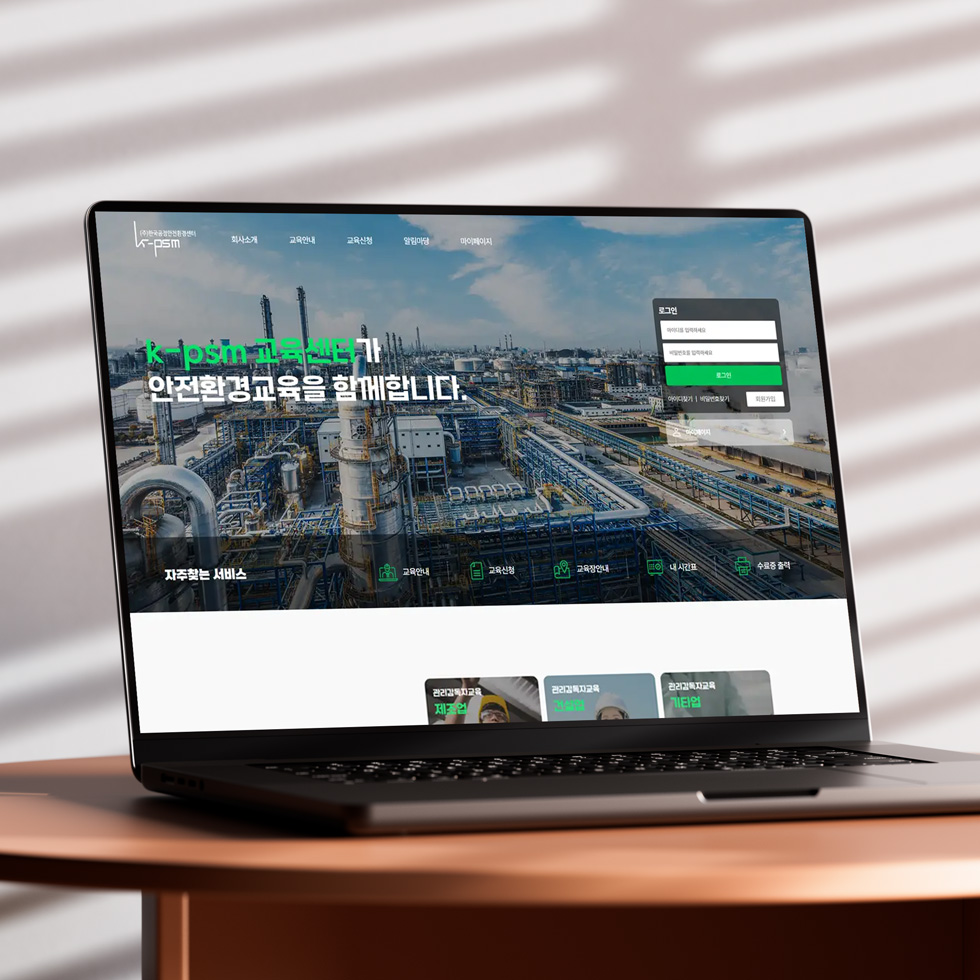 (주)한국공정안전환경센터
k-psm
회사소개 교육안내 교육신청 알림마당 마이페이지
k-psm 교육센터가
안전환경교육을 함께합니다.
로그인
아이디를 입력하세요
비밀번호를 입력하세요
로그인
아이디찾기 | 비밀번호찾기 회원가입
마이페이지
자주찾는 서비스 교육안내 교육신청 교육장안내 내 시간표 수료증 출력
관리감독자교육 관리감독자교육 관리감독자교육
제조업 건설업 기타업